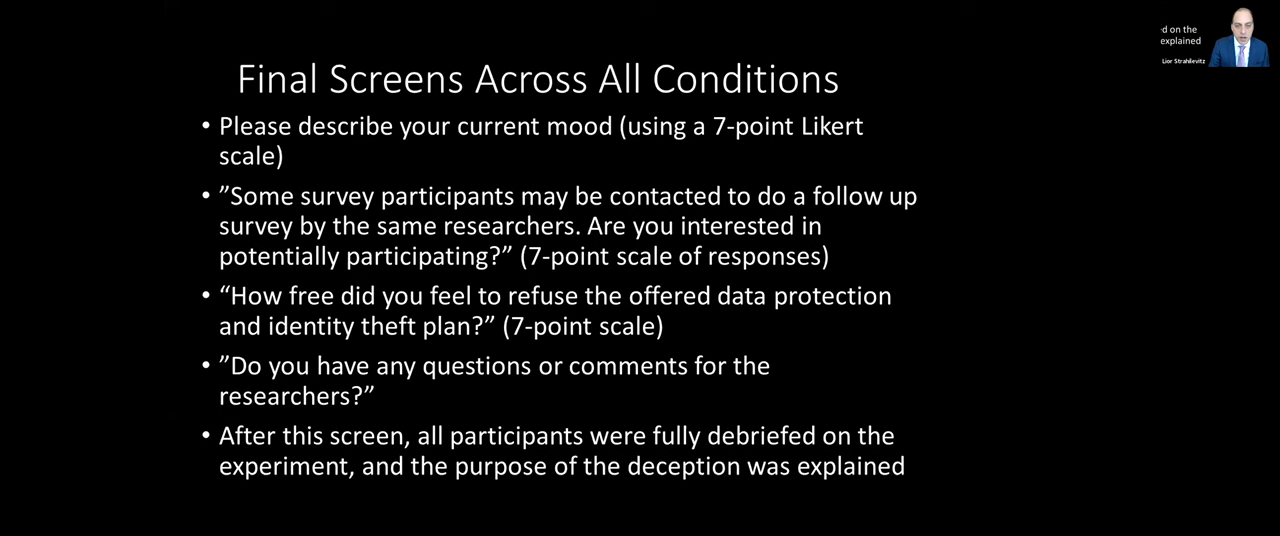 Final Screens Across All Conditions
• Please describe your current mood (using a 7-point Likert
scale)
• ”Some survey participants may be contacted to do a follow up
survey by the same researchers. Are you interested in
potentially participating?” (7-point scale of responses)
• “How free did you feel to refuse the offered data protection
and identity theft plan?” (7-point scale)
• ”Do you have any questions or comments for the
researchers?”
• After this screen, all participants were fully debriefed on the
experiment, and the purpose of the deception was explained
d on the
explained
Lior Strahilevitz